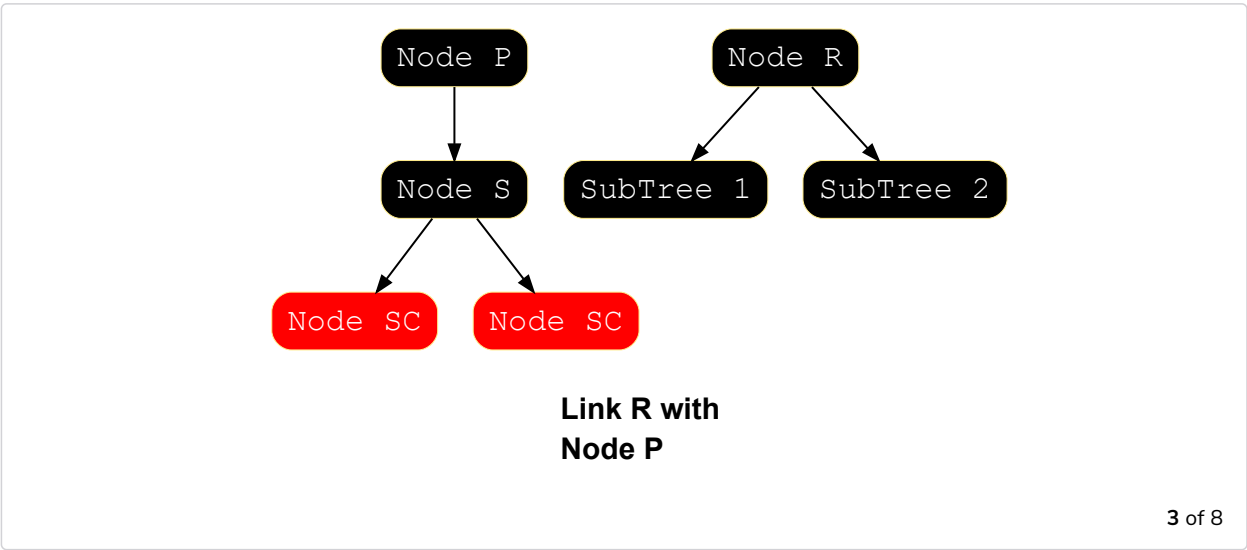 Node P
Node R
Node S
SubTree 1
SubTree 2
Node SC
Node SC
Link R with
Node P
3 of 8